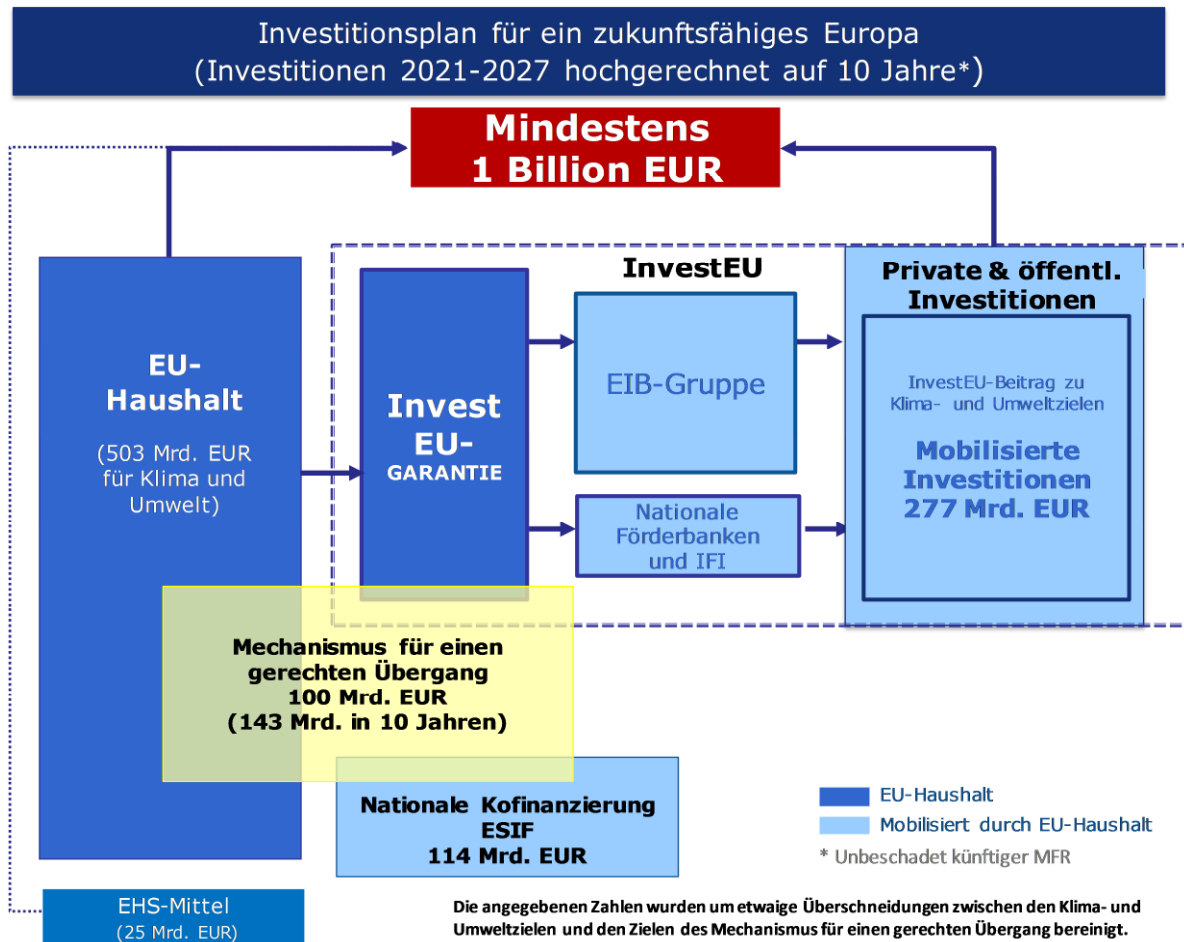 Investitionsplan für ein zukunftsfähiges Europa
(Investitionen 2021-2027 hochgerechnet auf 10 Jahre*)
Mindestens
1 Billion EUR
EU-
Haushalt
(503 Mrd. EUR
für Klima und
Umwelt)
Invest
EU-
GARANTIE
InvestEU
EIB-Gruppe
Nationale
Förderbanken
und IFI
Private & öffentl.
Investitionen
InvestEU-Beitrag zu
Klima- und Umweltzielen
Mobilisierte
Investitionen
277 Mrd. EUR
Mechanismus für einen
gerechten Übergang
100 Mrd. EUR
(143 Mrd. in 10 Jahren)
Nationale Kofinanzierung
ESIF
114 Mrd. EUR
EU-Haushalt
Mobilisiert durch EU-Haushalt
* Unbeschadet künftiger MFR
EHS-Mittel
(25 Mrd. EUR)
Die angegebenen Zahlen wurden um etwaige Überschneidungen zwischen den Klima- und
Umweltzielen und den Zielen des Mechanismus für einen gerechten Übergang bereinigt.